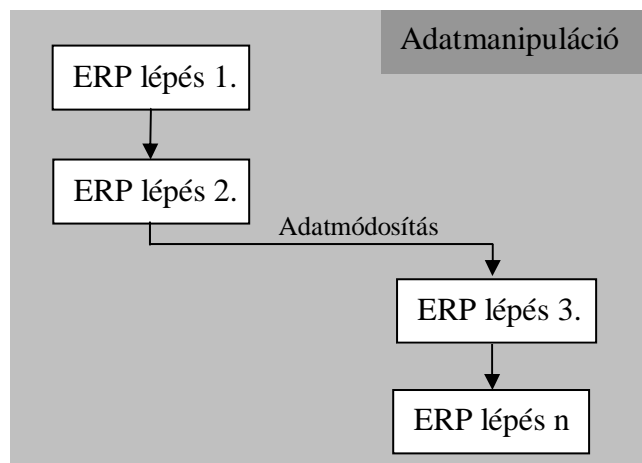 Adatmanipuláció
ERP lépés 1.
ERP lépés 2.
Adatmódosítás
ERP lépés 3.
ERP lépés n